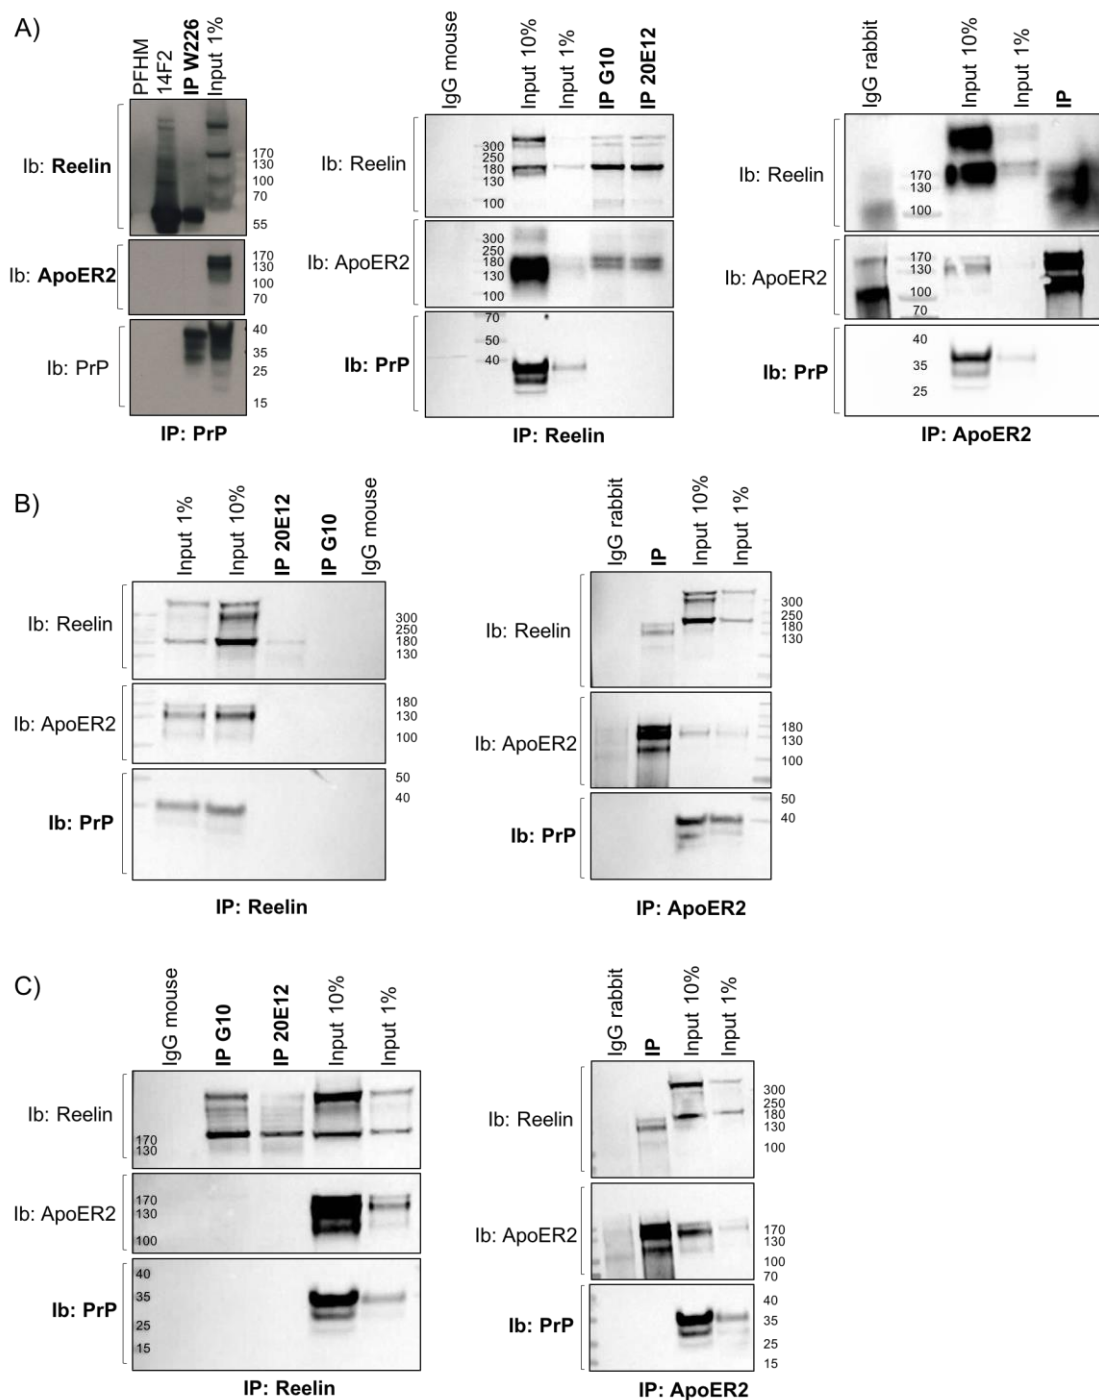 A)
PFHM
14F2
IP W226
Input 1%
Ib: Reelin
170
130
100
70
55
Ib: ApoER2
170
130
100
70
Ib: PrP
40
35
25
15
IP: PrP
IgG mouse
Input 10%
Input 1%
IP G10
IP 20E12
Ib: Reelin
300
250
180
130
100
Ib: ApoER2
300
250
180
130
100
Ib: PrP
70
50
40
IP: Reelin
IgG rabbit
Input 10%
Input 1%
IP
Ib: Reelin
170
130
100
Ib: ApoER2
170
130
100
70
Ib: PrP
40
35
25
IP: ApoER2
B)
Input 1%
Input 10%
IP 20E12
IP G10
IgG mouse
Ib: Reelin
300
250
180
130
Ib: ApoER2
180
130
100
Ib: PrP
50
40
IP: Reelin
IgG rabbit
IP
Input 10%
Input 1%
Ib: Reelin
300
250
180
130
Ib: ApoER2
180
130
100
Ib: PrP
50
40
IP: ApoER2
C)
IgG mouse
IP G10
IP 20E12
Input 10%
Input 1%
Ib: Reelin
170
130
Ib: ApoER2
170
130
100
Ib: PrP
40
35
25
15
IP: Reelin
IgG rabbit
IP
Input 10%
Input 1%
Ib: Reelin
300
250
180
130
100
Ib: ApoER2
170
130
100
70
Ib: PrP
40
35
25
15
IP: ApoER2